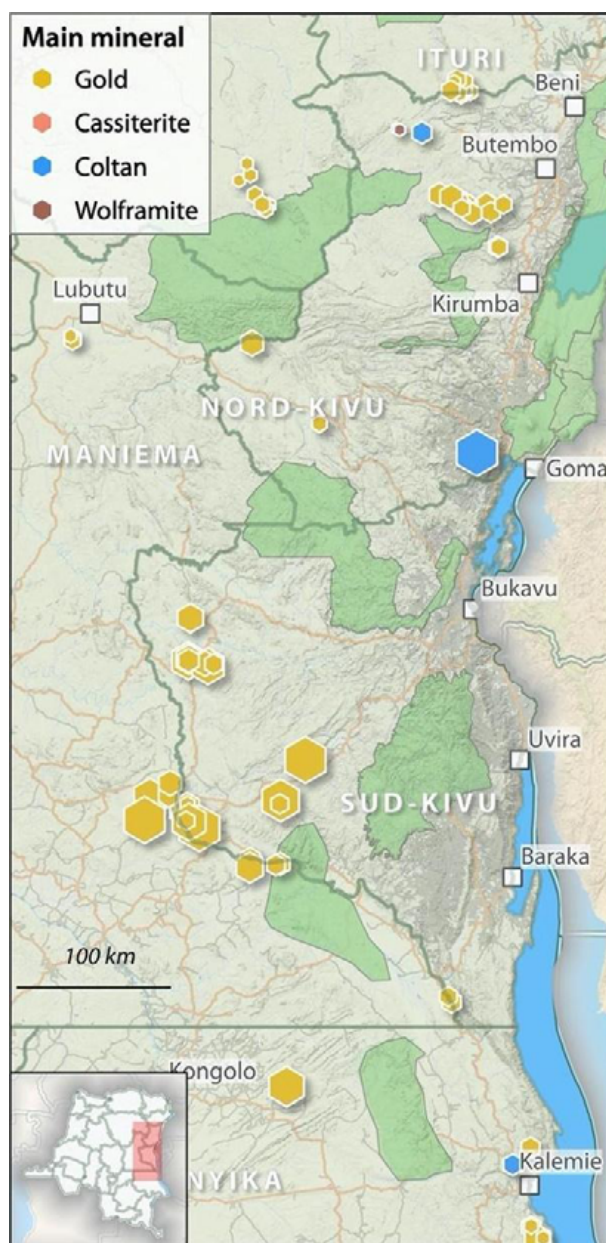 Main mineral
Gold
Cassiterite
Coltan
Wolframite
ITURI
Beni
Butembo
Lubutu
Kirumba
NORD-KIVU
MANIEMA
Goma
Bukavu
Uvira
SUD-KIVU
Baraka
100 km
Kongolo
Kalemie
NYIKA